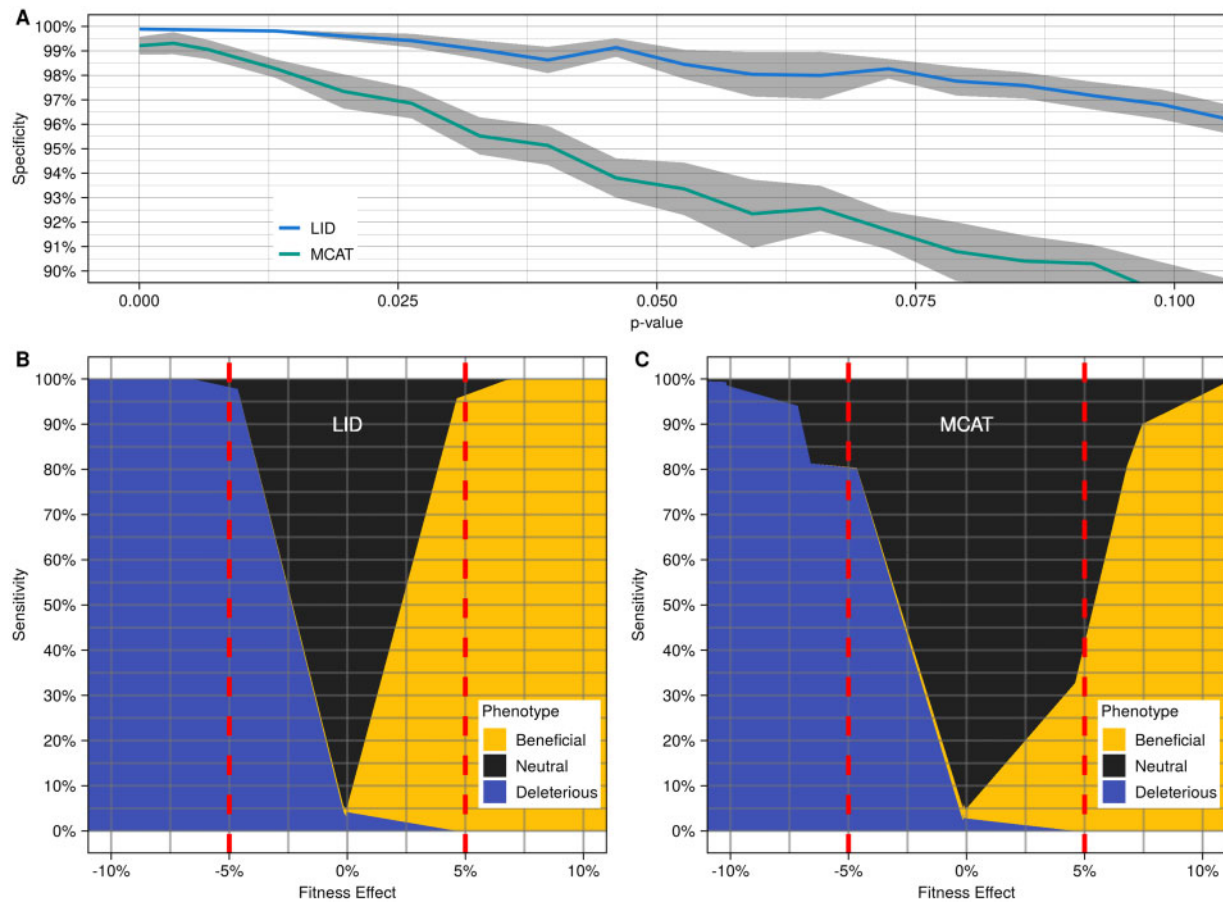 A
100%
99%
98%
97%
96%
95%
94%
93%
92%
91%
90%
Specificity
LID
MCAT
0.000
0.025
0.050
0.075
0.100
p-value
B
100%
90%
80%
70%
60%
50%
40%
30%
20%
10%
0%
Sensitivity
LID
Phenotype
Beneficial
Neutral
Deleterious
-10%
-5%
0%
5%
10%
Fitness Effect
C
100%
90%
80%
70%
60%
50%
40%
30%
20%
10%
0%
Sensitivity
MCAT
Phenotype
Beneficial
Neutral
Deleterious
-10%
-5%
0%
5%
10%
Fitness Effect